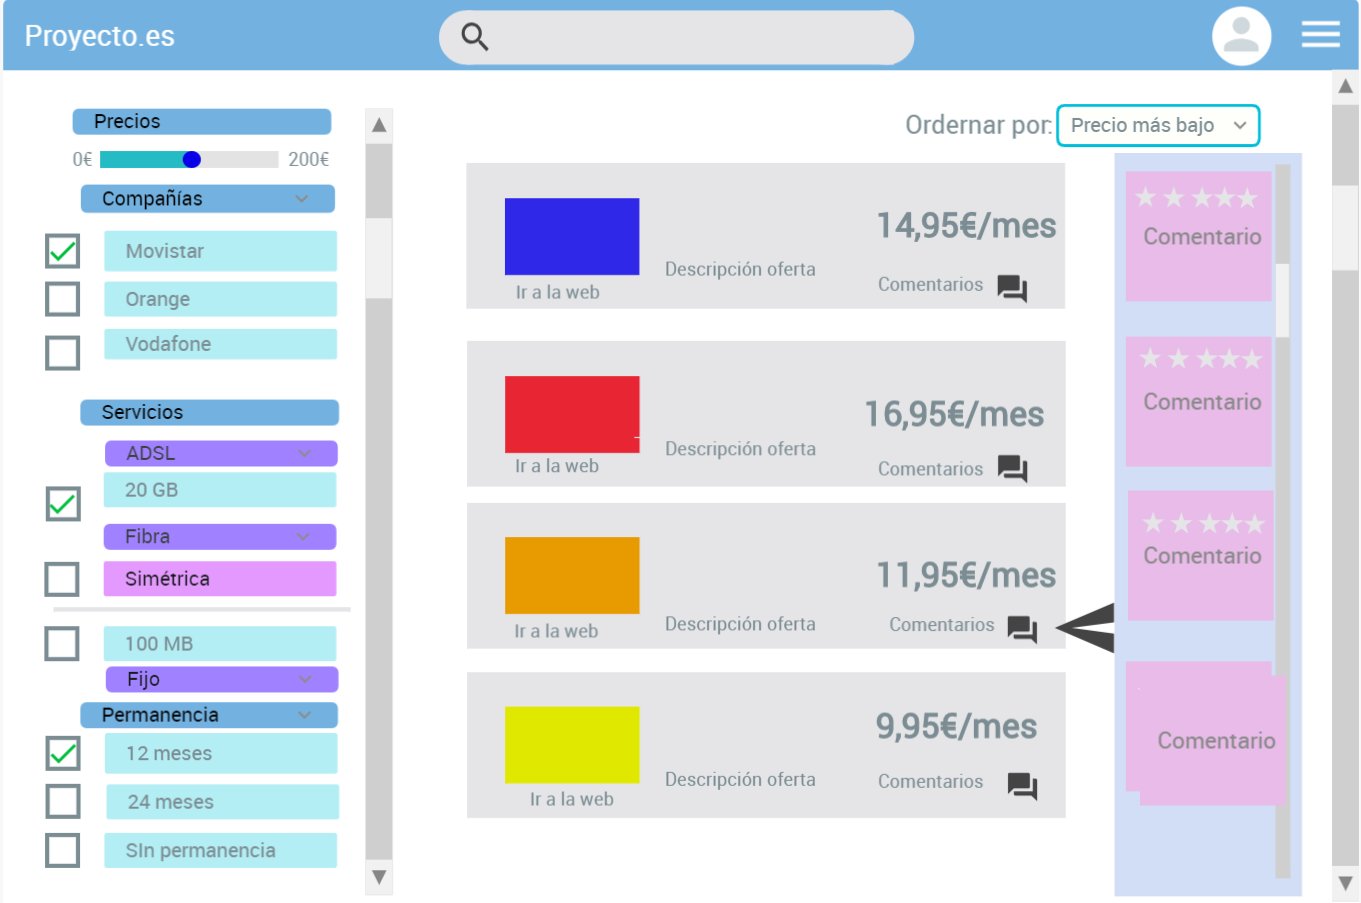 Proyecto.es
Precios
0€ 200€
Compañías
Movistar
Orange
Vodafone
Servicios
ADSL
20 GB
Fibra
Simétrica
100 MB
Fijo
Permanencia
12 meses
24 meses
SIn permanencia
Ordernar por: Precio más bajo
14,95€/mes
Descripción oferta
Comentarios
Ir a la web
16,95€/mes
Descripción oferta
Comentarios
Ir a la web
11,95€/mes
Descripción oferta
Comentarios
Ir a la web
9,95€/mes
Descripción oferta
Comentarios
Ir a la web
Comentario
Comentario
Comentario
Comentario